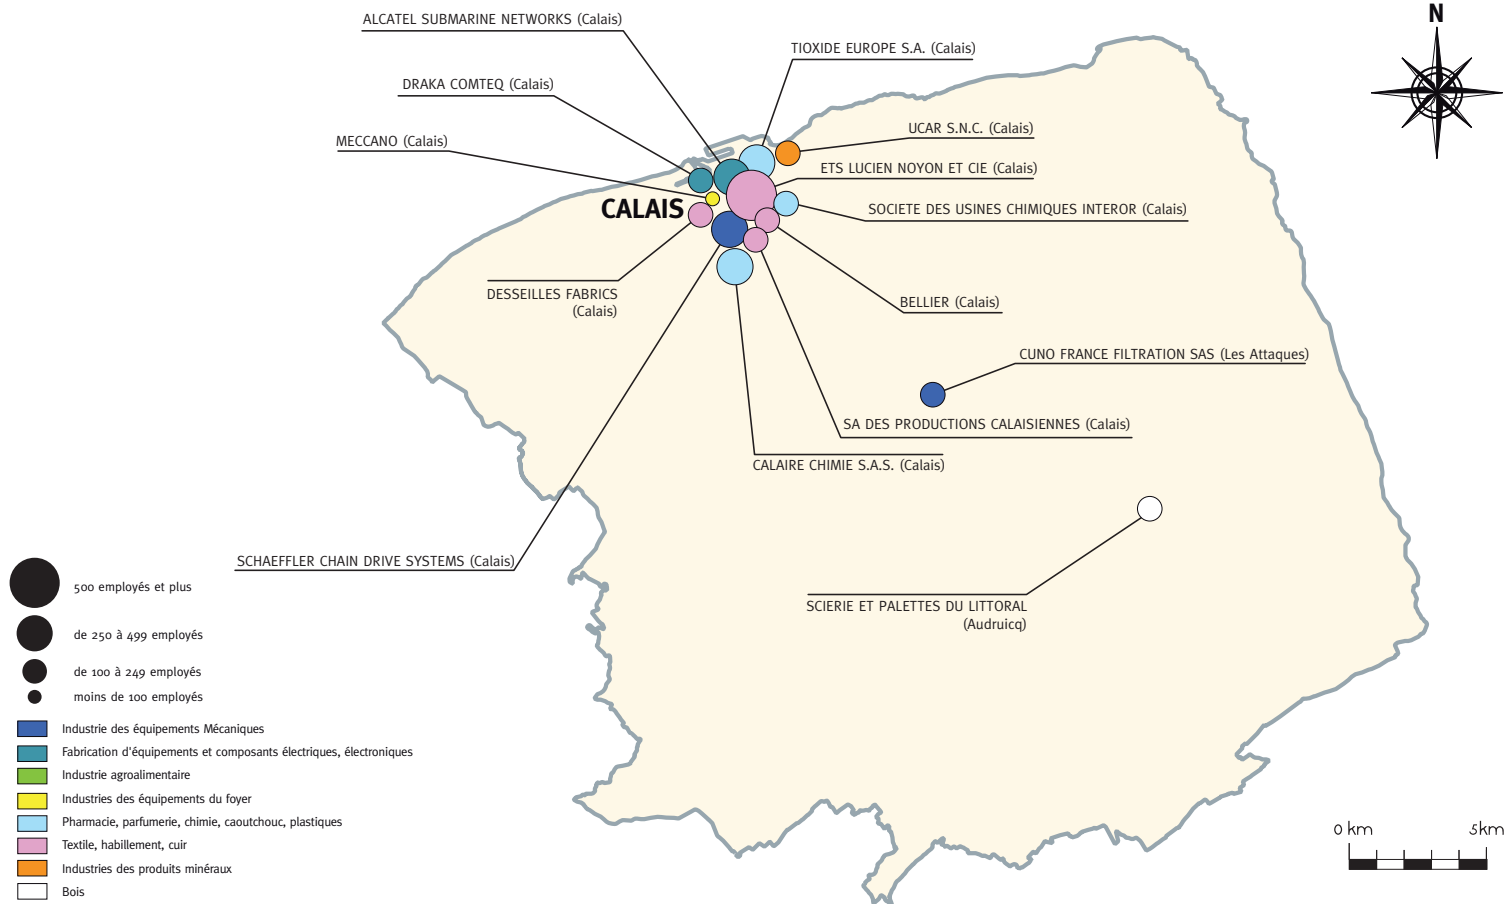 ALCATEL SUBMARINE NETWORKS (Calais)
N
TIOXIDE EUROPE S.A. (Calais)
DRAKA COMTEQ (Calais)
UCAR S.N.C. (Calais)
MECCANO (Calais)
ETS LUCIEN NOYON ET CIE (Calais)
CALAIS
SOCIETE DES USINES CHIMIQUES INTEROR (Calais)
DESSEILLES FABRICS
(Calais)
BELLIER (Calais)
CUNO FRANCE FILTRATION SAS (Les Attaques)
SA DES PRODUCTIONS CALAISIENNES (Calais)
CALAIRE CHIMIE S.A.S. (Calais)
SCHAEFFLER CHAIN DRIVE SYSTEMS (Calais)
SCIERIE ET PALETTES DU LITTORAL
(Audruicq)
500 employés et plus
de 250 à 499 employés
de 100 à 249 employés
moins de 100 employés
Industrie des équipements Mécaniques
Fabrication d'équipements et composants électriques, électroniques
Industrie agroalimentaire
Industries des équipements du foyer
Pharmacie, parfumerie, chimie, caoutchouc, plastiques
Textile, habillement, cuir
Industries des produits minéraux
Bois
0 km 5km